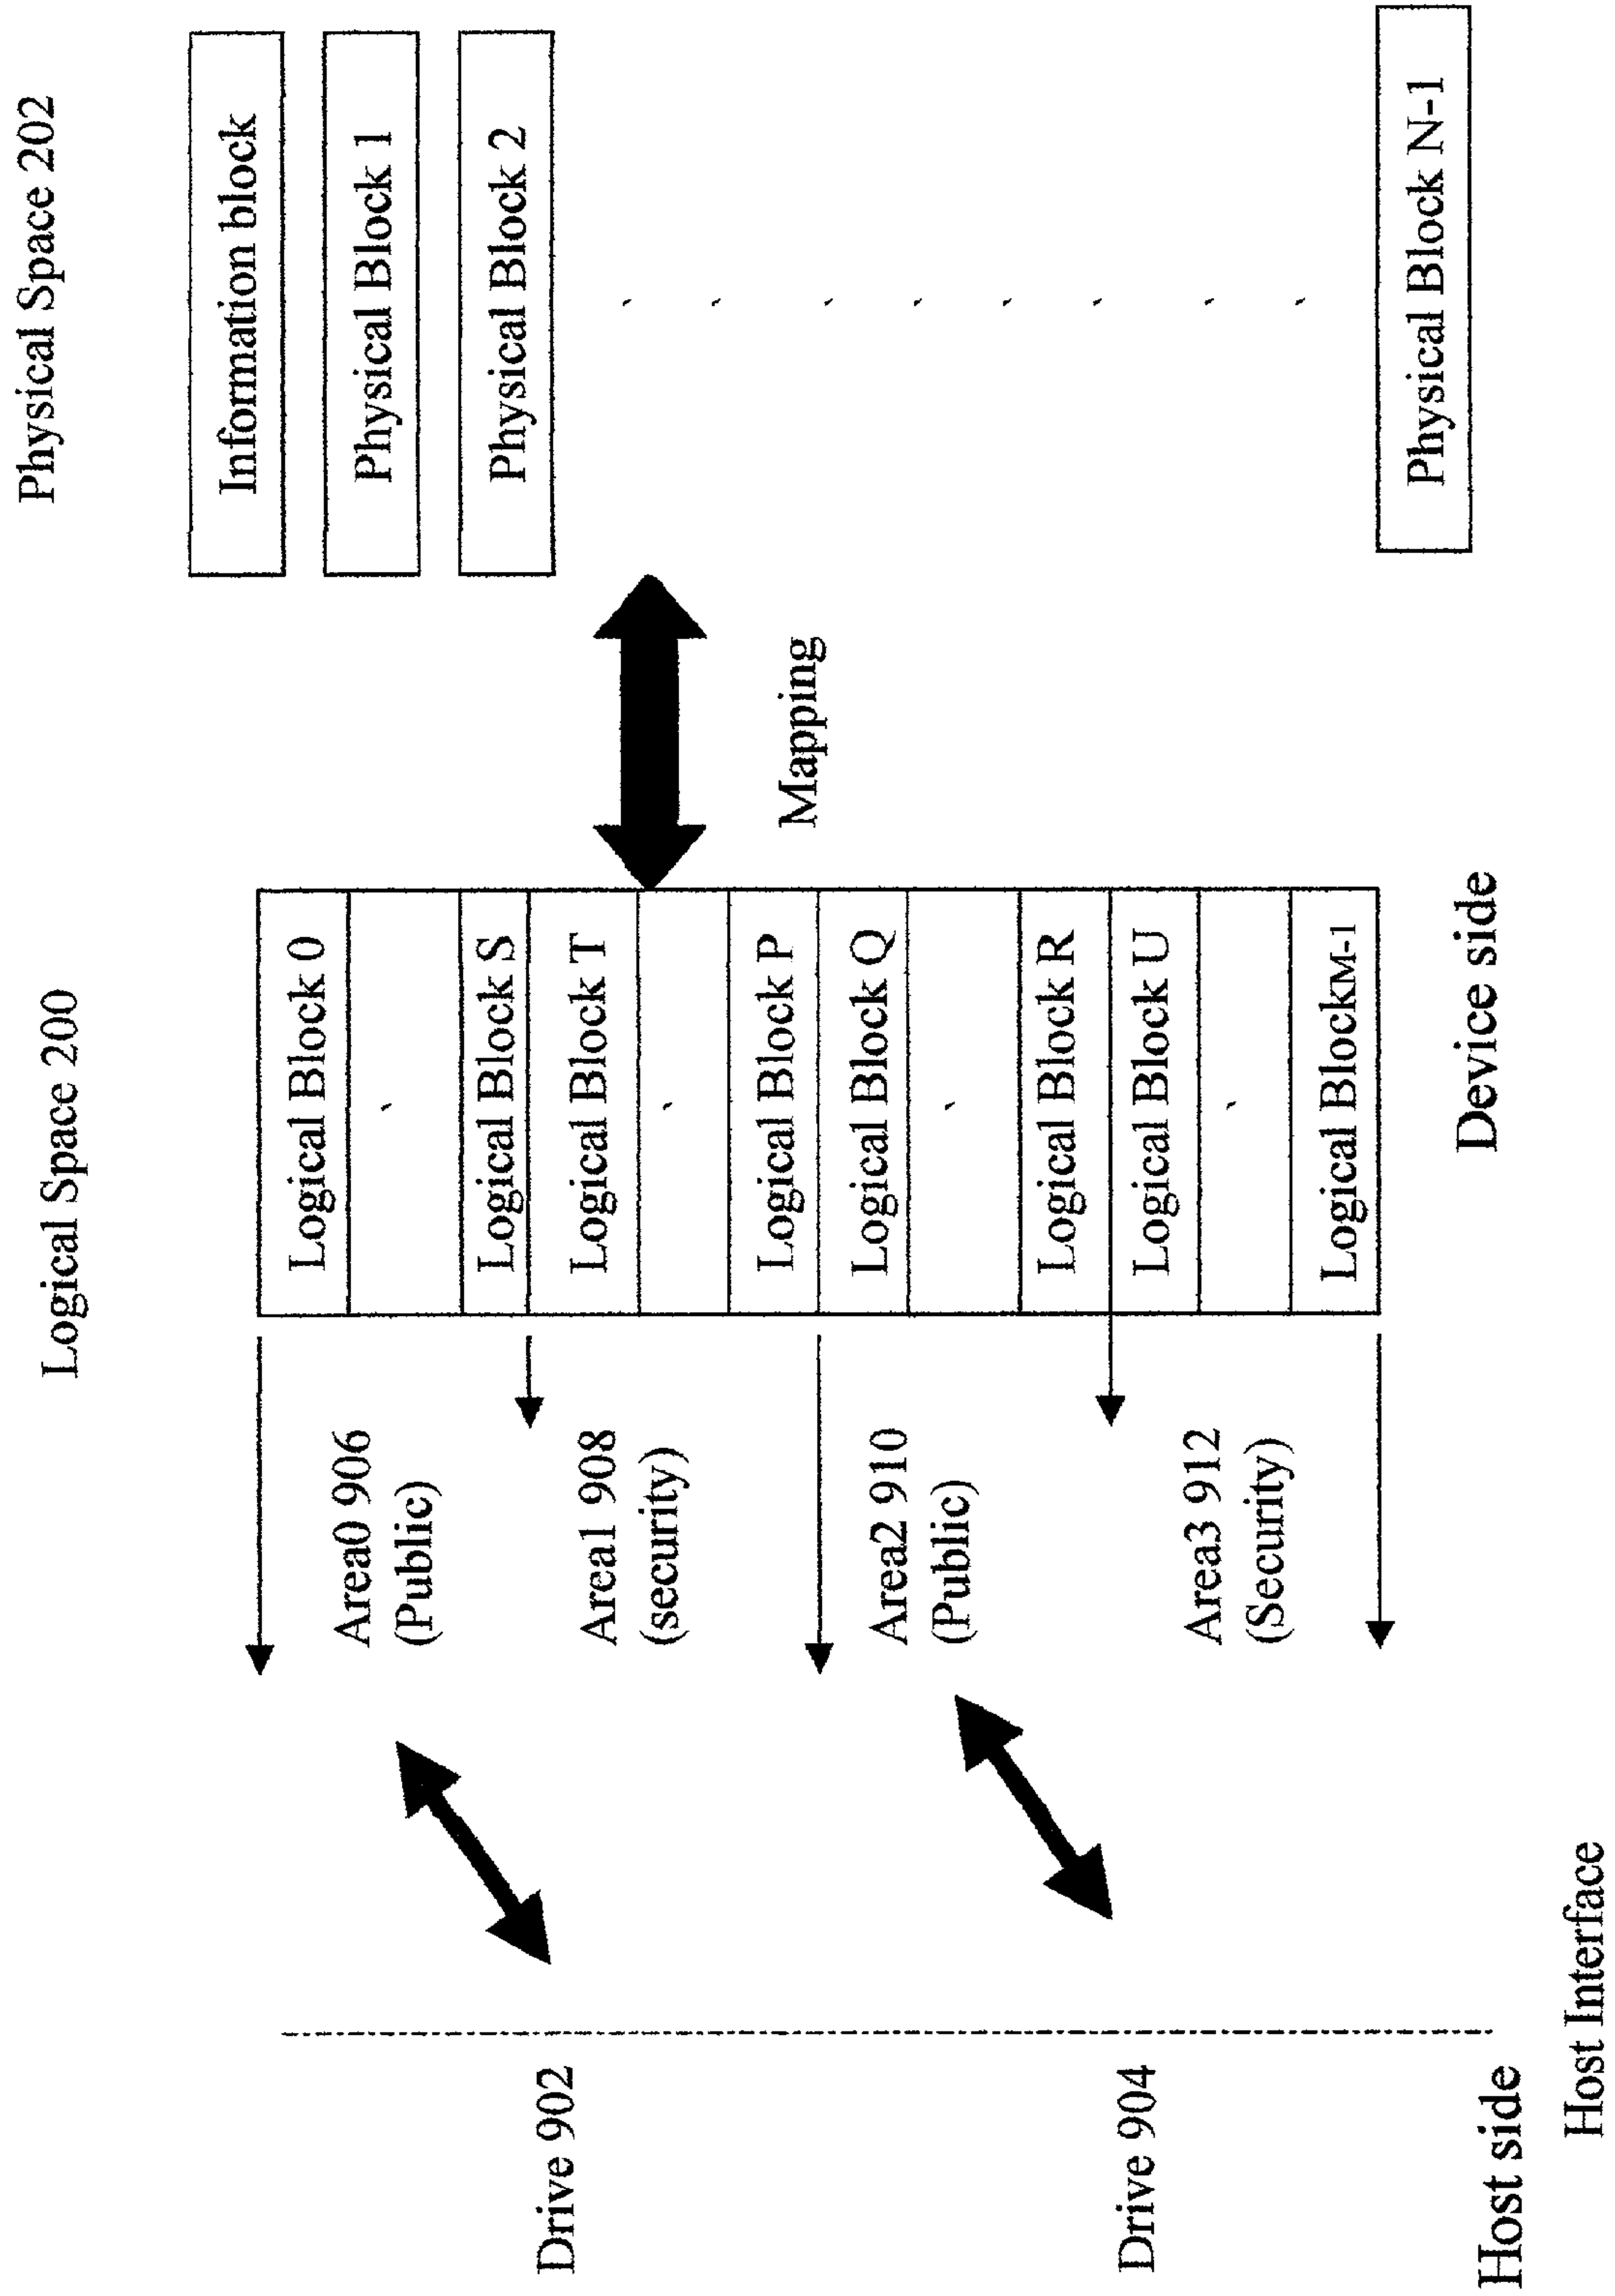 Physical Space 202
Information block
Physical Block 1
Physical Block 2
Physical Block N-1
Mapping
Logical Space 200
Logical Block 0
Logical Block S
Logical Block T
Logical Block P
Logical Block Q
Logical Block R
Logical Block U
Logical BlockM-1
Device side
Area0 906
(Public)
Area1 908
(security)
Area2 910
(Public)
Area3 912
(Security)
Drive 902
Drive 904
Host side
Host Interface